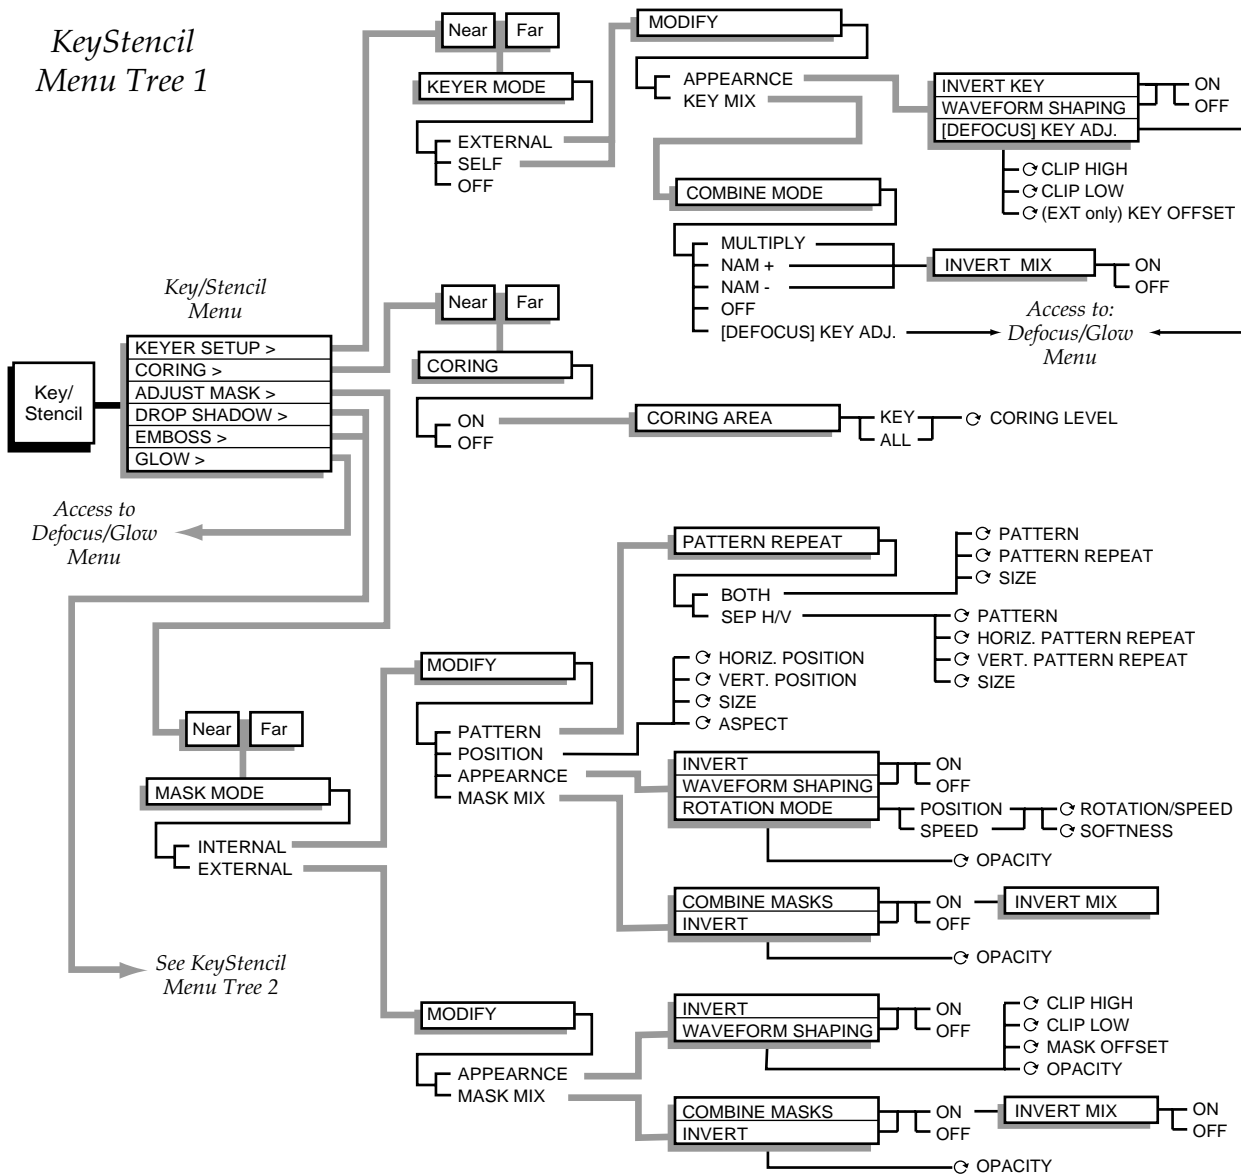 KeyStencil
Menu Tree 1
Near
Far
KEYER MODE
EXTERNAL
SELF
OFF
MODIFY
APPEARNCE
KEY MIX
INVERT KEY
WAVEFORM SHAPING
[DEFOCUS] KEY ADJ.
ON
OFF
CLIP HIGH
CLIP LOW
(EXT only) KEY OFFSET
COMBINE MODE
MULTIPLY
NAM +
NAM -
OFF
[DEFOCUS] KEY ADJ.
INVERT MIX
ON
OFF
Access to:
Defocus/Glow
Menu
Key/Stencil
Menu
Key/
Stencil
KEYER SETUP >
CORING >
ADJUST MASK >
DROP SHADOW >
EMBOSS >
GLOW >
Access to
Defocus/Glow
Menu
Near
Far
CORING
ON
OFF
CORING AREA
KEY
ALL
CORING LEVEL
PATTERN REPEAT
BOTH
SEP H/V
PATTERN
PATTERN REPEAT
SIZE
PATTERN
HORIZ. PATTERN REPEAT
VERT. PATTERN REPEAT
SIZE
Near
Far
MASK MODE
INTERNAL
EXTERNAL
MODIFY
PATTERN
POSITION
APPEARNCE
MASK MIX
HORIZ. POSITION
VERT. POSITION
SIZE
ASPECT
INVERT
WAVEFORM SHAPING
ROTATION MODE
ON
OFF
POSITION
SPEED
ROTATION/SPEED
SOFTNESS
OPACITY
COMBINE MASKS
INVERT
ON
OFF
INVERT MIX
OPACITY
See KeyStencil
Menu Tree 2
MODIFY
APPEARNCE
MASK MIX
INVERT
WAVEFORM SHAPING
ON
OFF
CLIP HIGH
CLIP LOW
MASK OFFSET
OPACITY
COMBINE MASKS
INVERT
ON
OFF
INVERT MIX
ON
OFF
OPACITY